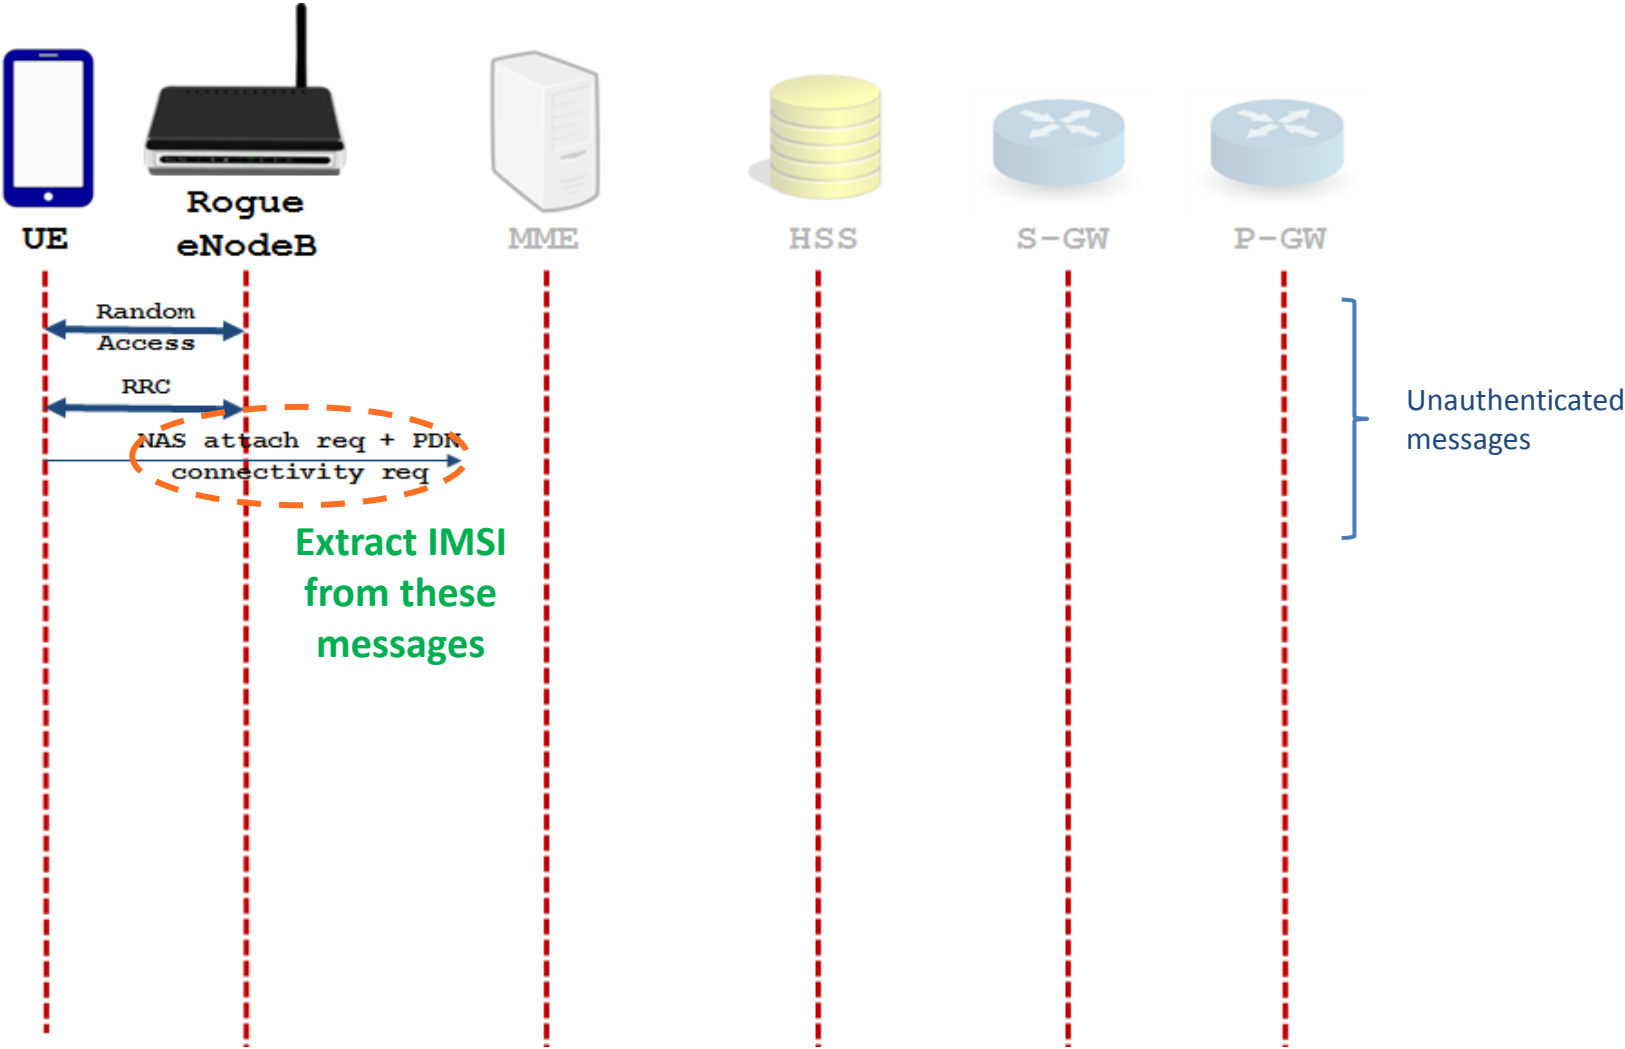 Rogue
eNodeB
UE
MME
HSS
S-GW
P-GW
Random
Access
RRC
NAS attach req + PDN
connectivity req
Extract IMSI
from these
messages
Unauthenticated
messages